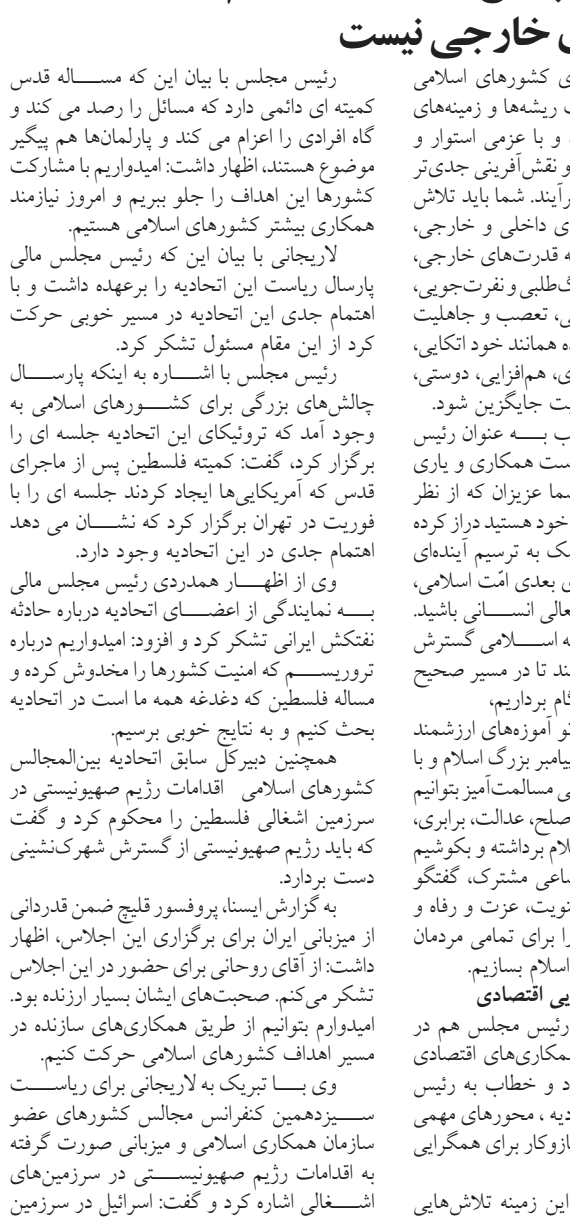 خارجی نیست
ی کشورهای اسلامی
ریشه‌ها و زمینه‌های
و با عزمی استوار و
و نقش‌آفرینی جدی‌تر
برآیند. شما باید تلاش
ی داخلی و خارجی،
ه قدرت‌های خارجی،
گ‌طلبی و نفرت‌جویی،
ی، تعصب و جاهلیت
ه همانند خود اتکایی،
ی، هم‌افزایی، دوستی،
یت جایگزین شود.
ب به عنوان رئیس
ست همکاری و یاری
شما عزیزان که از نظر
خود هستید دراز کرده
ک به ترسیم آینده‌ای
ی بعدی امّت اسلامی،
تعالی انسانی باشید.
ه اسلامی گسترش
ند تا در مسیر صحیح
گام برداریم،
تو آموزه‌های ارزشمند
پیامبر بزرگ اسلام و با
ی مسالمت‌آمیز بتوانیم
صلح، عدالت، برابری،
لام برداشته و بکوشیم
ساعی مشترک، گفتگو
نویت، عزت و رفاه و
را برای تمامی مردمان
اسلام بسازیم.
یی اقتصادی
رئیس مجلس هم در
همکاری‌های اقتصادی
د و خطاب به رئیس
دیه ، محورهای مهمی
ازوکار برای همگرایی
این زمینه تلاش‌هایی
رئیس مجلس با بیان این که مساله قدس
کمیته ای دائمی دارد که مسائل را رصد می کند و
گاه افرادی را اعزام می کند و پارلمان‌ها هم پیگیر
موضوع هستند، اظهار داشت: امیدواریم با مشارکت
کشورها این اهداف را جلو ببریم و امروز نیازمند
همکاری بیشتر کشورهای اسلامی هستیم.
لاریجانی با بیان این که رئیس مجلس مالی
پارسال ریاست این اتحادیه را برعهده داشت و با
اهتمام جدی این اتحادیه در مسیر خوبی حرکت
کرد از این مقام مسئول تشکر کرد.
رئیس مجلس با اشاره به اینکه پارسال
چالش‌های بزرگی برای کشورهای اسلامی به
وجود آمد که تروئیکای این اتحادیه جلسه ای را
برگزار کرد، گفت: کمیته فلسطین پس از ماجرای
قدس که آمریکایی‌ها ایجاد کردند جلسه ای را با
فوریت در تهران برگزار کرد که نشان می دهد
اهتمام جدی در این اتحادیه وجود دارد.
وی از اظهار همدردی رئیس مجلس مالی
به نمایندگی از اعضای اتحادیه درباره حادثه
نفتکش ایرانی تشکر کرد و افزود: امیدواریم درباره
تروریسم که امنیت کشورها را مخدوش کرده و
مساله فلسطین که دغدغه همه ما است در اتحادیه
بحث کنیم و به نتایج خوبی برسیم.
همچنین دبیرکل سابق اتحادیه بین‌المجالس
کشورهای اسلامی اقدامات رژیم صهیونیستی در
سرزمین اشغالی فلسطین را محکوم کرد و گفت
که باید رژیم صهیونیستی از گسترش شهرک‌نشینی
دست بردارد.
به گزارش ایسنا، پروفسور قلیچ ضمن قدردانی
از میزبانی ایران برای برگزاری این اجلاس، اظهار
داشت: از آقای روحانی برای حضور در این اجلاس
تشکر می‌کنم. صحبت‌های ایشان بسیار ارزنده بود.
امیدوارم بتوانیم از طریق همکاری‌های سازنده در
مسیر اهداف کشورهای اسلامی حرکت کنیم.
وی با تبریک به لاریجانی برای ریاست
سیزدهمین کنفرانس مجالس کشورهای عضو
سازمان همکاری اسلامی و میزبانی صورت گرفته
به اقدامات رژیم صهیونیستی در سرزمین‌های
اشغالی اشاره کرد و گفت: اسرائیل در سرزمین